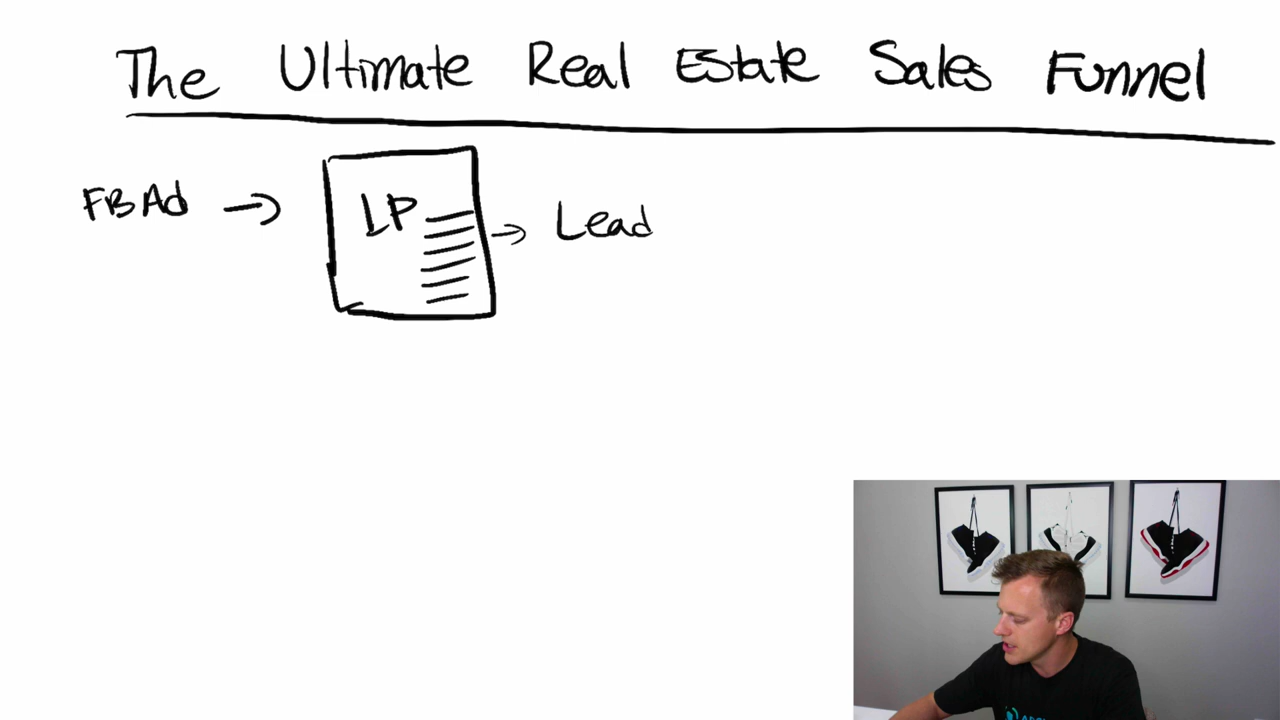 The Ultimate Real Estate Sales Funnel
FB Ad → LP → Lead